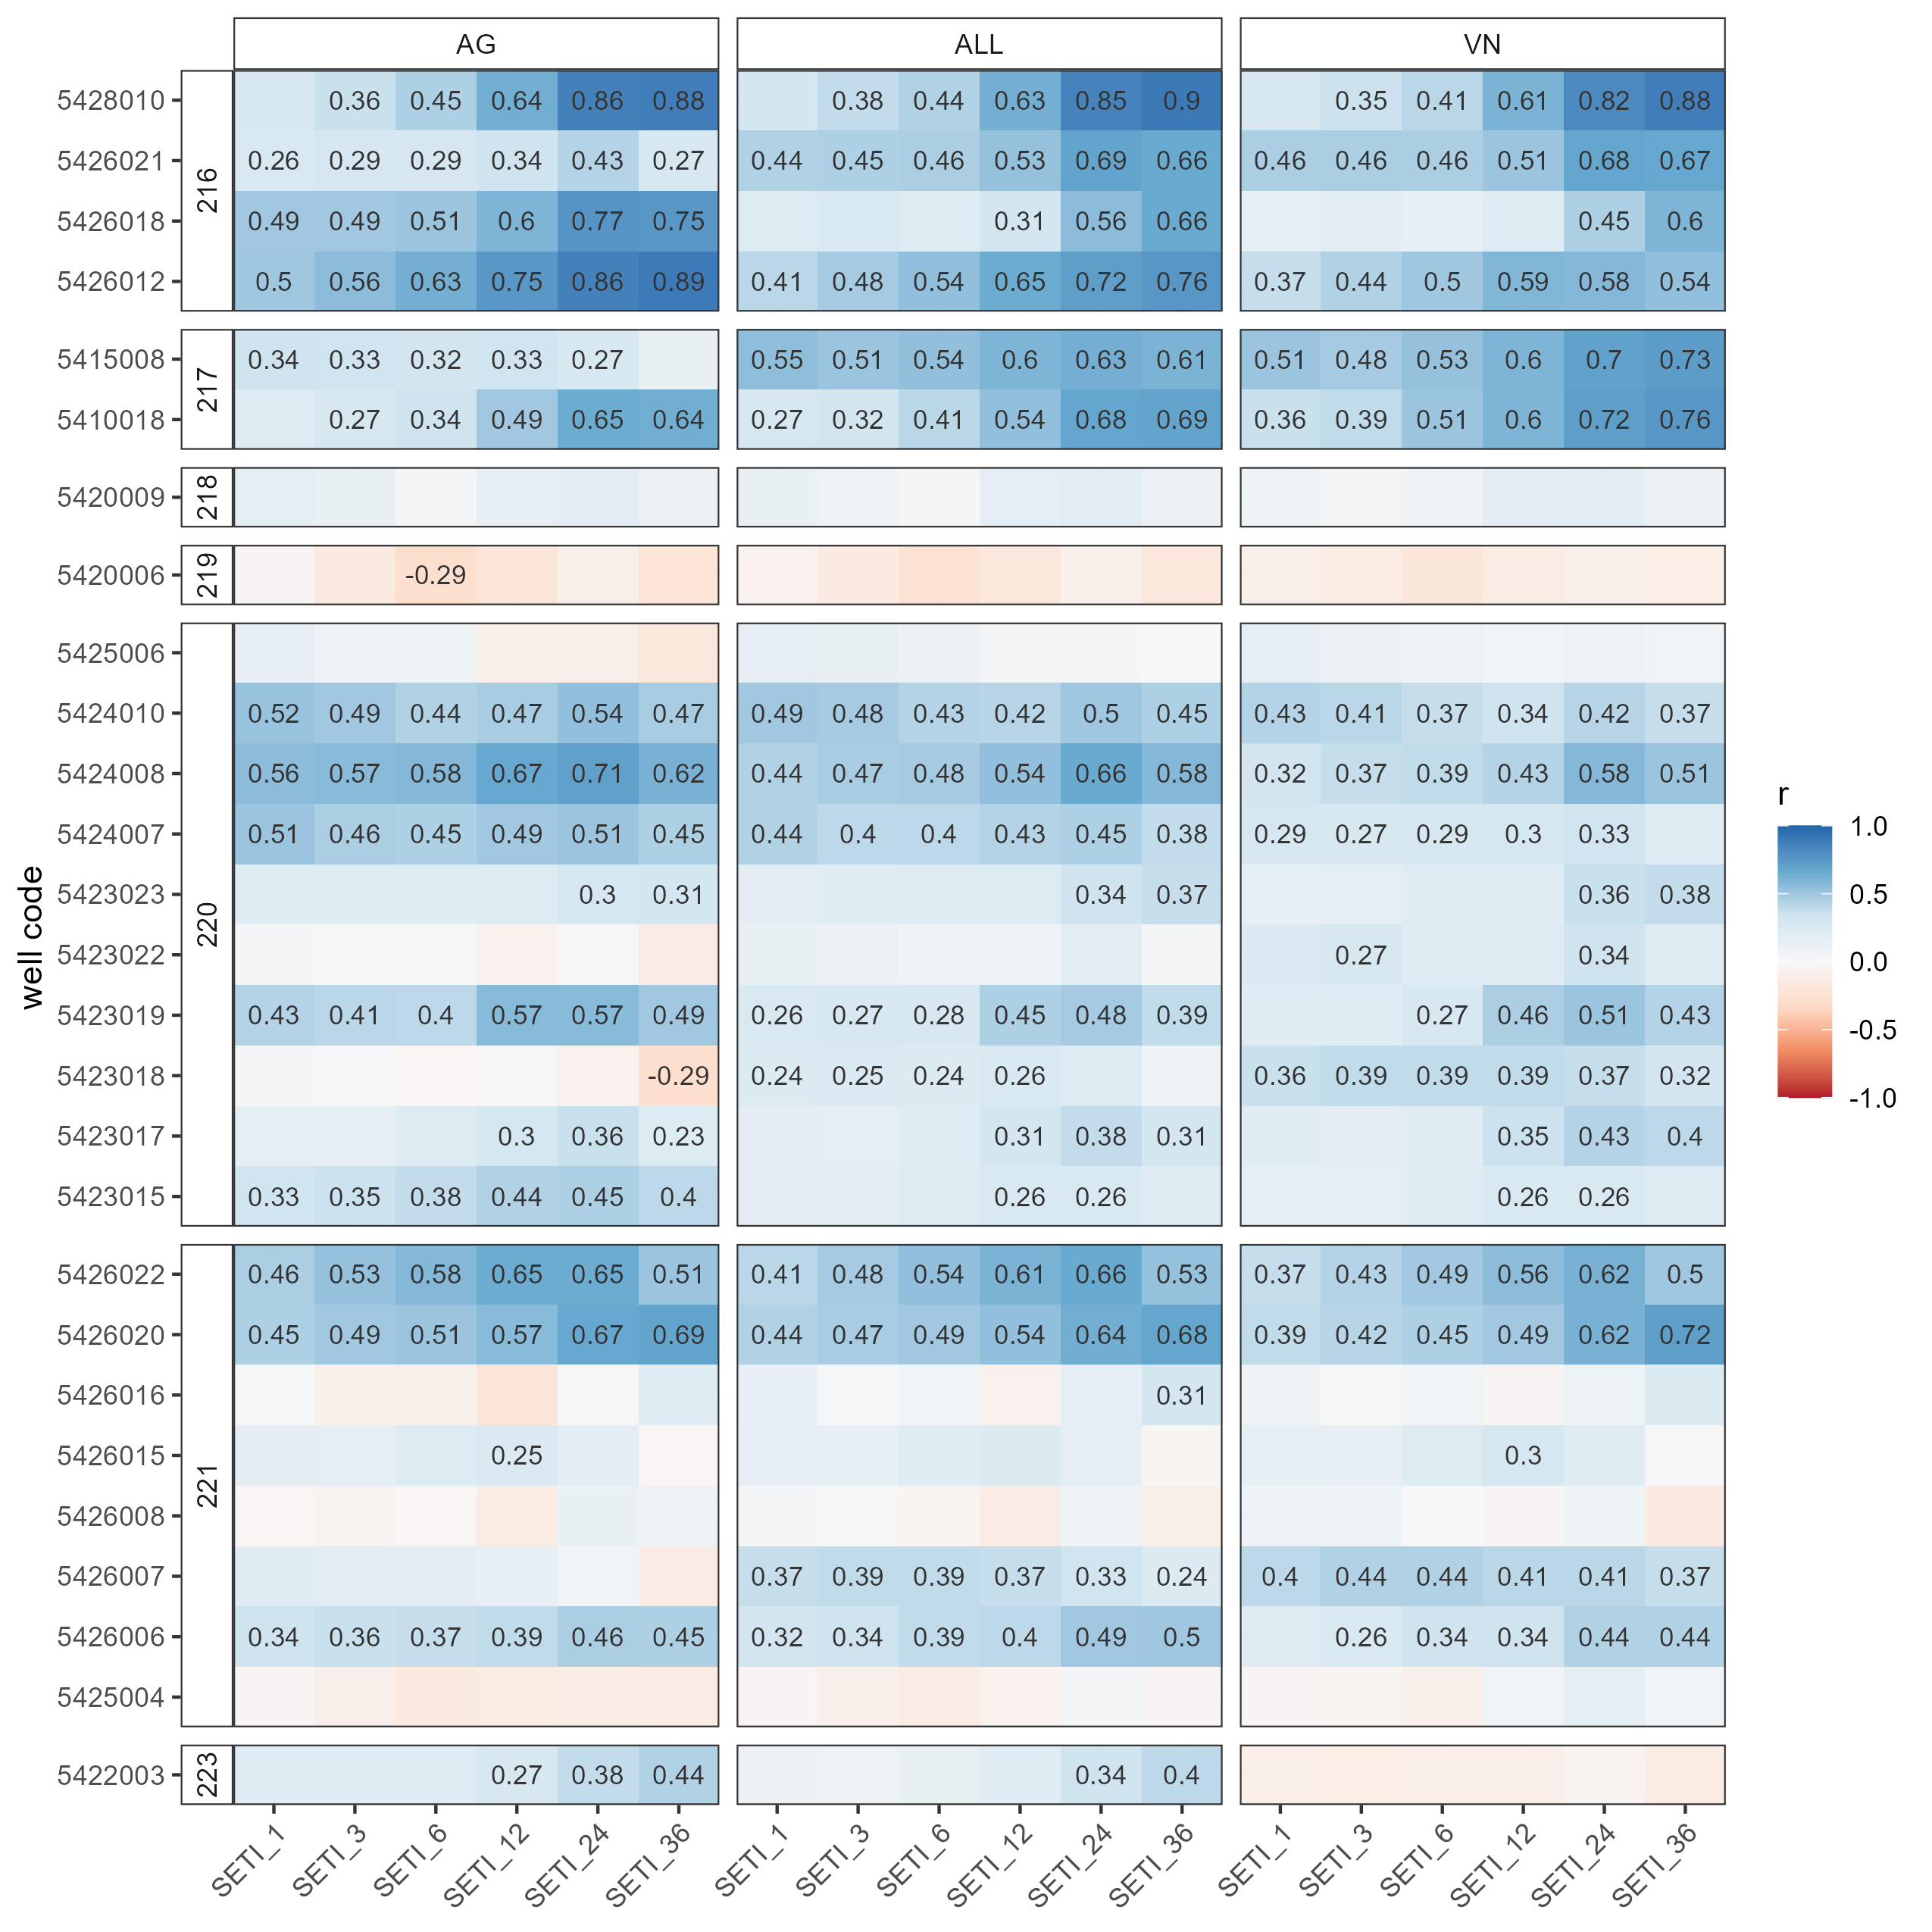 AG ALL VN
5428010 0.36 0.45 0.64 0.86 0.88 0.38 0.44 0.63 0.85 0.9 0.35 0.41 0.61 0.82 0.88
5426021 0.26 0.29 0.29 0.34 0.43 0.27 0.44 0.45 0.46 0.53 0.69 0.66 0.46 0.46 0.46 0.51 0.68 0.67
216
5426018 0.49 0.49 0.51 0.6 0.77 0.75 0.31 0.56 0.66 0.45 0.6
5426012 0.5 0.56 0.63 0.75 0.86 0.89 0.41 0.48 0.54 0.65 0.72 0.76 0.37 0.44 0.5 0.59 0.58 0.54
5415008 0.34 0.33 0.32 0.33 0.27 0.55 0.51 0.54 0.6 0.63 0.61 0.51 0.48 0.53 0.6 0.7 0.73
217
5410018 0.27 0.34 0.49 0.65 0.64 0.27 0.32 0.41 0.54 0.68 0.69 0.36 0.39 0.51 0.6 0.72 0.76
5420009 218
5420006 219 -0.29
5425006
5424010 0.52 0.49 0.44 0.47 0.54 0.47 0.49 0.48 0.43 0.42 0.5 0.45 0.43 0.41 0.37 0.34 0.42 0.37
5424008 0.56 0.57 0.58 0.67 0.71 0.62 0.44 0.47 0.48 0.54 0.66 0.58 0.32 0.37 0.39 0.43 0.58 0.51
5424007 0.51 0.46 0.45 0.49 0.51 0.45 0.44 0.4 0.4 0.43 0.45 0.38 0.29 0.27 0.29 0.3 0.33
5423023 0.3 0.31 0.34 0.37 0.36 0.38
220
5423022 0.27 0.34
5423019 0.43 0.41 0.4 0.57 0.57 0.49 0.26 0.27 0.28 0.45 0.48 0.39 0.27 0.46 0.51 0.43
5423018 -0.29 0.24 0.25 0.24 0.26 0.36 0.39 0.39 0.39 0.37 0.32
5423017 0.3 0.36 0.23 0.31 0.38 0.31 0.35 0.43 0.4
5423015 0.33 0.35 0.38 0.44 0.45 0.4 0.26 0.26 0.26 0.26
5426022 0.46 0.53 0.58 0.65 0.65 0.51 0.41 0.48 0.54 0.61 0.66 0.53 0.37 0.43 0.49 0.56 0.62 0.5
5426020 0.45 0.49 0.51 0.57 0.67 0.69 0.44 0.47 0.49 0.54 0.64 0.68 0.39 0.42 0.45 0.49 0.62 0.72
5426016 0.31
5426015 0.25 0.3
221
5426008
5426007 0.37 0.39 0.39 0.37 0.33 0.24 0.4 0.44 0.44 0.41 0.41 0.37
5426006 0.34 0.36 0.37 0.39 0.46 0.45 0.32 0.34 0.39 0.4 0.49 0.5 0.26 0.34 0.34 0.44 0.44
5425004
5422003 223 0.27 0.38 0.44 0.34 0.4
SETI_1 SETI_3 SETI_6 SETI_12 SETI_24 SETI_36 SETI_1 SETI_3 SETI_6 SETI_12 SETI_24 SETI_36 SETI_1 SETI_3 SETI_6 SETI_12 SETI_24 SETI_36
well code
r
1.0
0.5
0.0
-0.5
-1.0